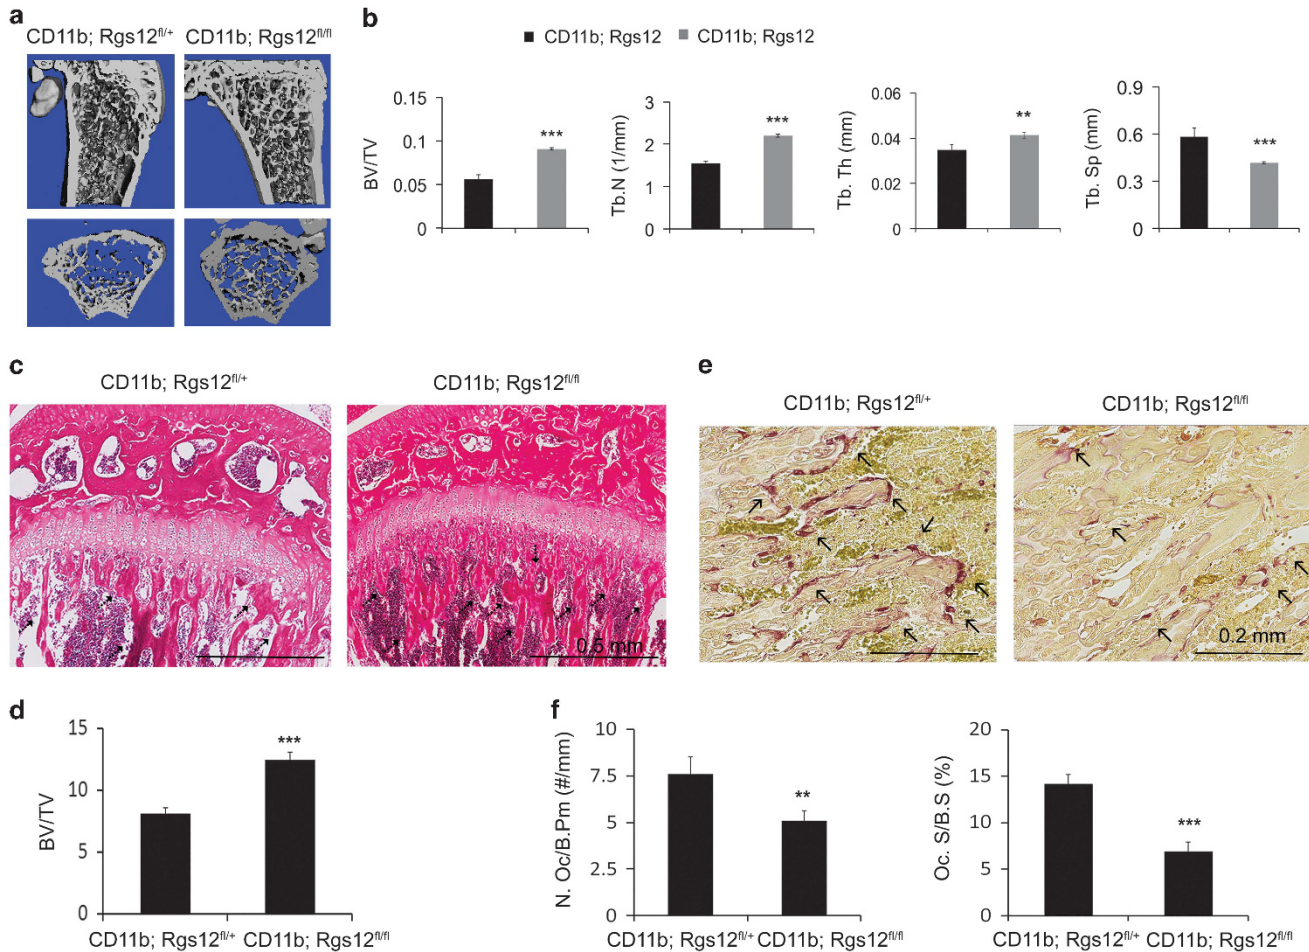 a
CD11b; Rgs12fl/+ CD11b; Rgs12fl/fl
b
CD11b; Rgs12 CD11b; Rgs12
BV/TV
0.15
0.10
0.05
0
***
Tb.N (1/mm)
3
2
1
0
***
Tb. Th (mm)
0.06
0.04
0.02
0
**
Tb. Sp (mm)
0.9
0.6
0.3
0
***
c
CD11b; Rgs12fl/+ CD11b; Rgs12fl/fl
0.5 mm
e
CD11b; Rgs12fl/+ CD11b; Rgs12fl/fl
0.2 mm
d
BV/TV
15
10
5
0
***
CD11b; Rgs12fl/+ CD11b; Rgs12fl/fl
f
N. Oc/B.Pm (#/mm)
10
7.5
5
2.5
0
**
CD11b; Rgs12fl/+ CD11b; Rgs12fl/fl
Oc. S/B.S (%)
20
15
10
5
0
***
CD11b; Rgs12fl/+ CD11b; Rgs12fl/fl